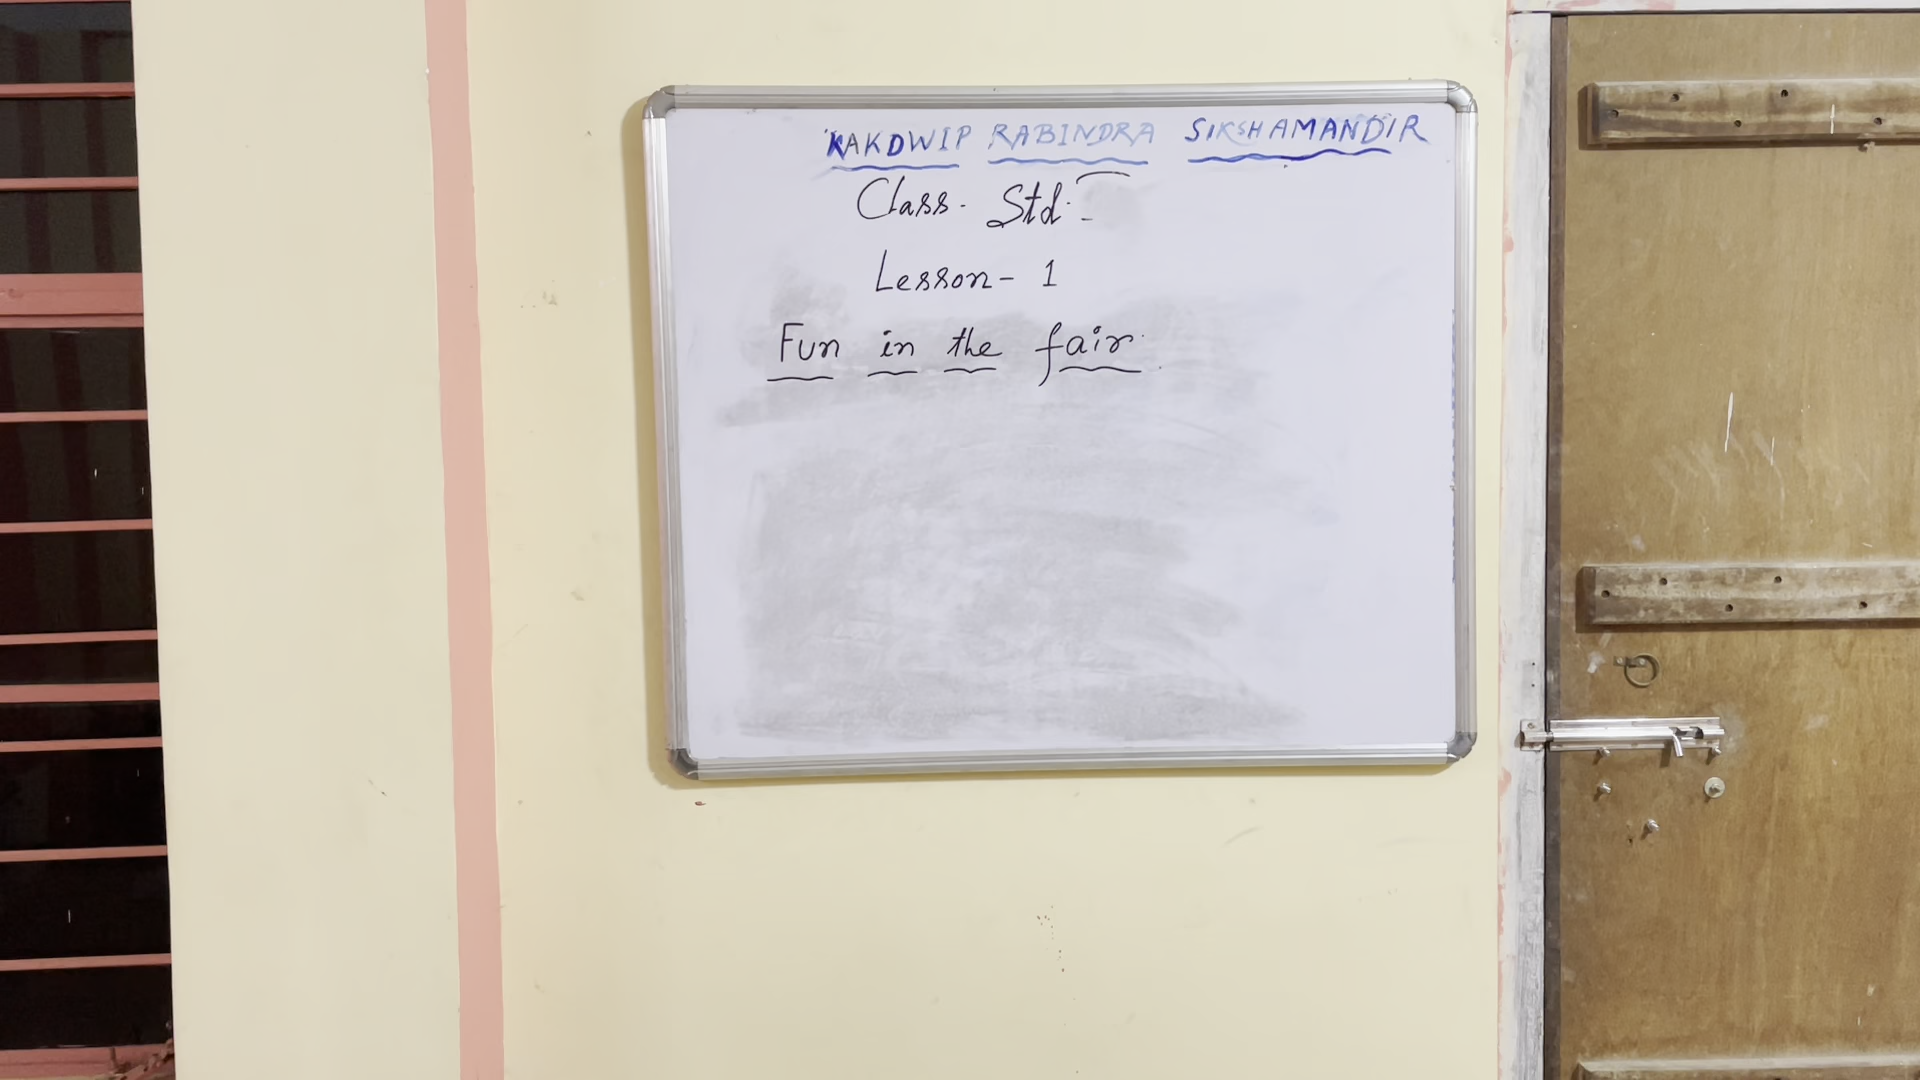 KAKDWIP RABINDRA SIKSHAMANDIR
Class. Std.-
Lesson- 1
Fun in the fair.